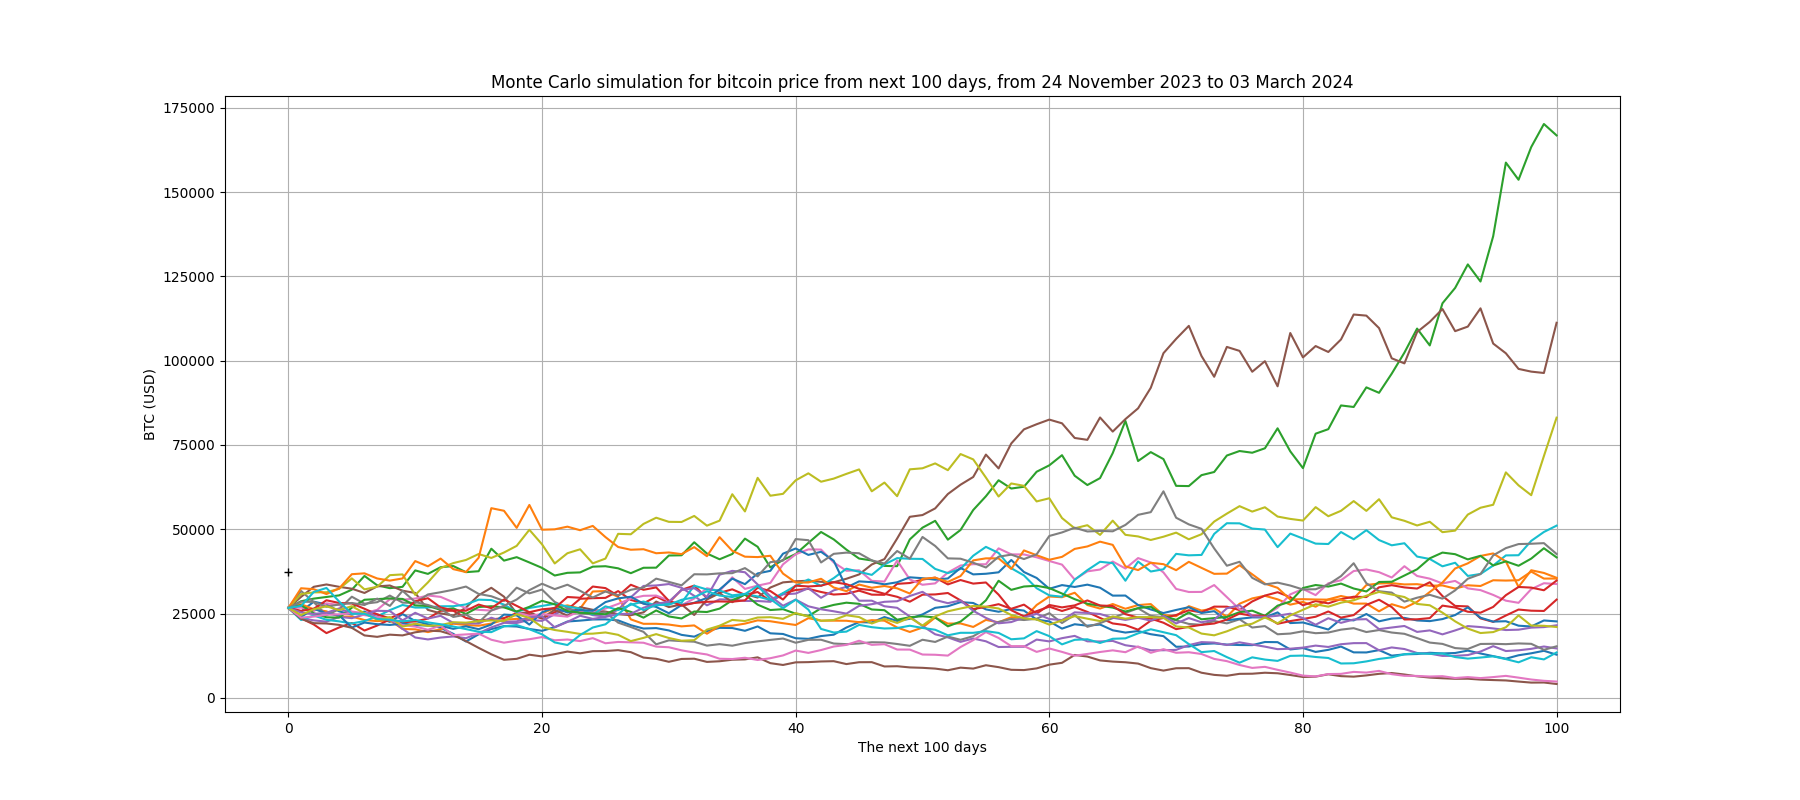 Monte Carlo simulation for bitcoin price from next 100 days, from 24 November 2023 to 03 March 2024
175000
150000
125000
100000
75000
50000
25000
0
BTC (USD)
0 20 40 60 80 100
The next 100 days